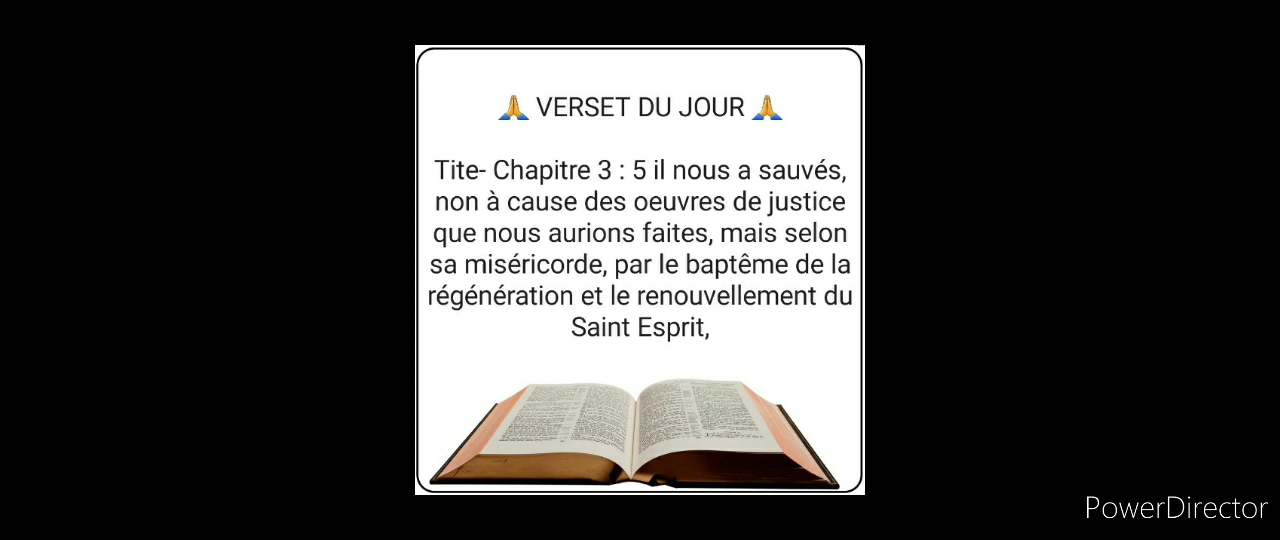 🙏 VERSET DU JOUR 🙏
Tite- Chapitre 3 : 5 il nous a sauvés,
non à cause des oeuvres de justice
que nous aurions faites, mais selon
sa miséricorde, par le baptême de la
régénération et le renouvellement du
Saint Esprit,
PowerDirector